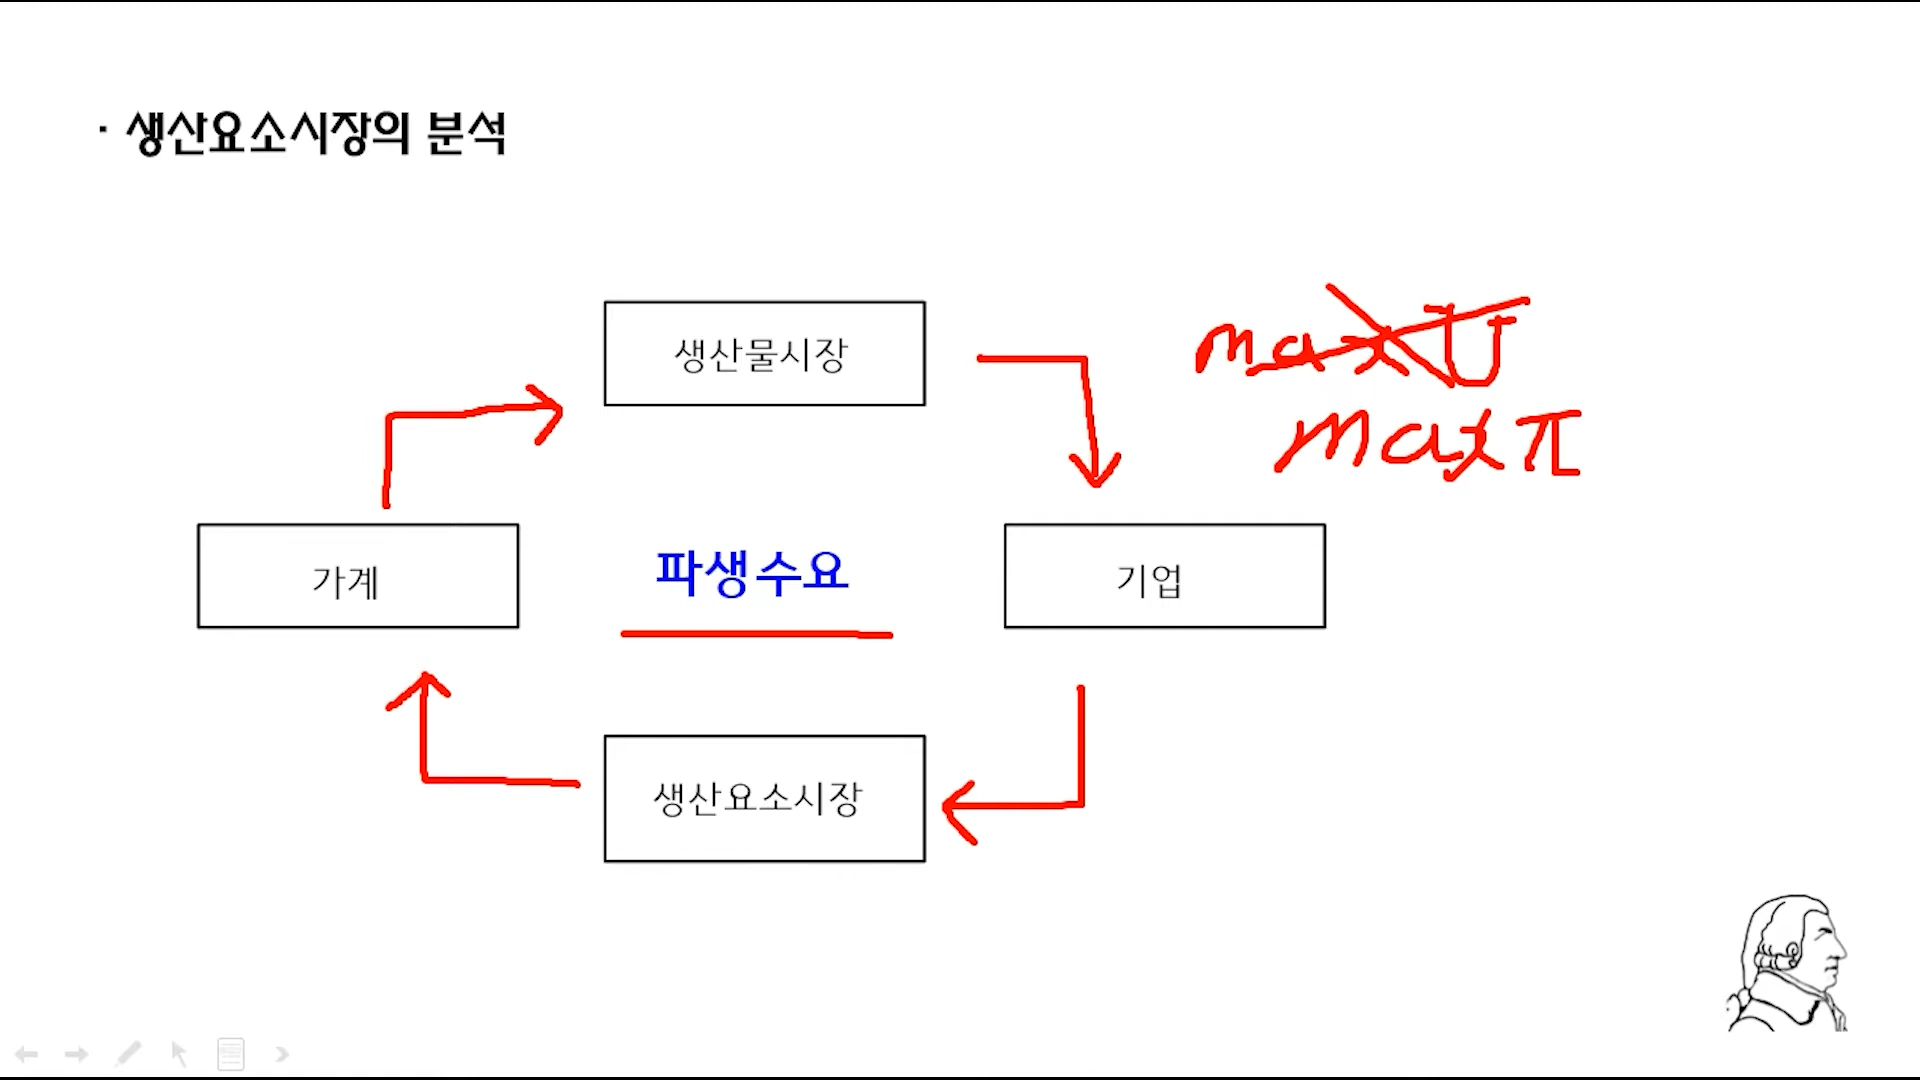 · 생산요소시장의 분석
생산물시장
max U
max π
가계
파생수요
기업
생산요소시장